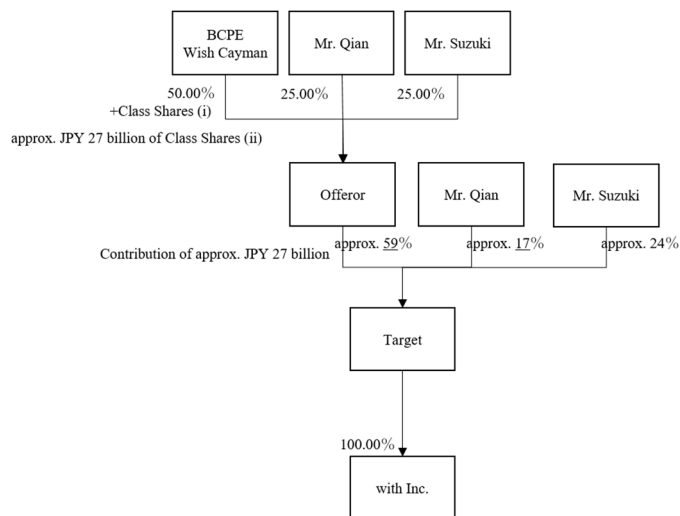 BCPE
Wish Cayman
Mr. Qian
Mr. Suzuki
50.00%
25.00%
25.00%
+Class Shares (i)
approx. JPY 27 billion of Class Shares (ii)
Offeror
Mr. Qian
Mr. Suzuki
approx. 59%
approx. 17%
approx. 24%
Contribution of approx. JPY 27 billion
Target
100.00%
with Inc.